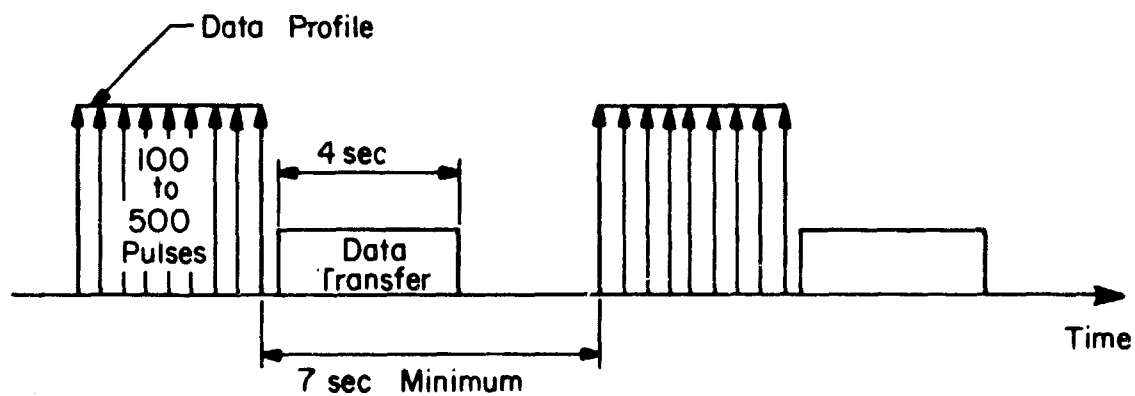 Data Profile
100
to
500
Pulses
4 sec
Data
Transfer
Time
7 sec Minimum